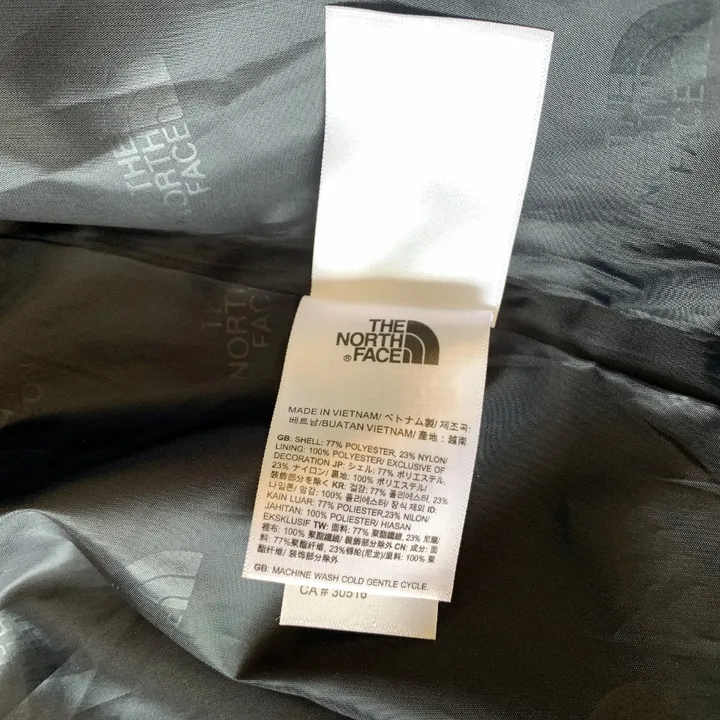 THE
NORTH
FACE
THE
NORTH
FACE
THE
NORTH
® FACE
MADE IN VIETNAM/ ベトナム製/ 제조국:
베트남/BUATAN VIETNAM/ 產地 : 越南
GB: SHELL: 77% POLYESTER, 23% NYLON/
LINING: 100% POLYESTER/ EXCLUSIVE OF
DECORATION JP: シェル: 77% ポリエステル,
23% ナイロン/ 裏地: 100% ポリエステル/
装飾部分を除く KR: 겉감: 77% 폴리에스터, 23%
나일론/ 안감: 100% 폴리에스터/ 장식 제외 ID:
KAIN LUAR: 77% POLIESTER,23% NILON/
JAHITAN: 100% POLIESTER/ HIASAN
EKSKLUSIF TW: 面料: 77% 聚酯纖維, 23% 尼龍/
裡布: 100% 聚酯纖維/ 裝飾部分除外 CN: 成分: 面
料: 77%聚酯纤维, 23%锦纶(尼龙)/里料: 100% 聚
酯纤维/ 装饰部分除外
GB: MACHINE WASH COLD GENTLE CYCLE.
CA # 30516